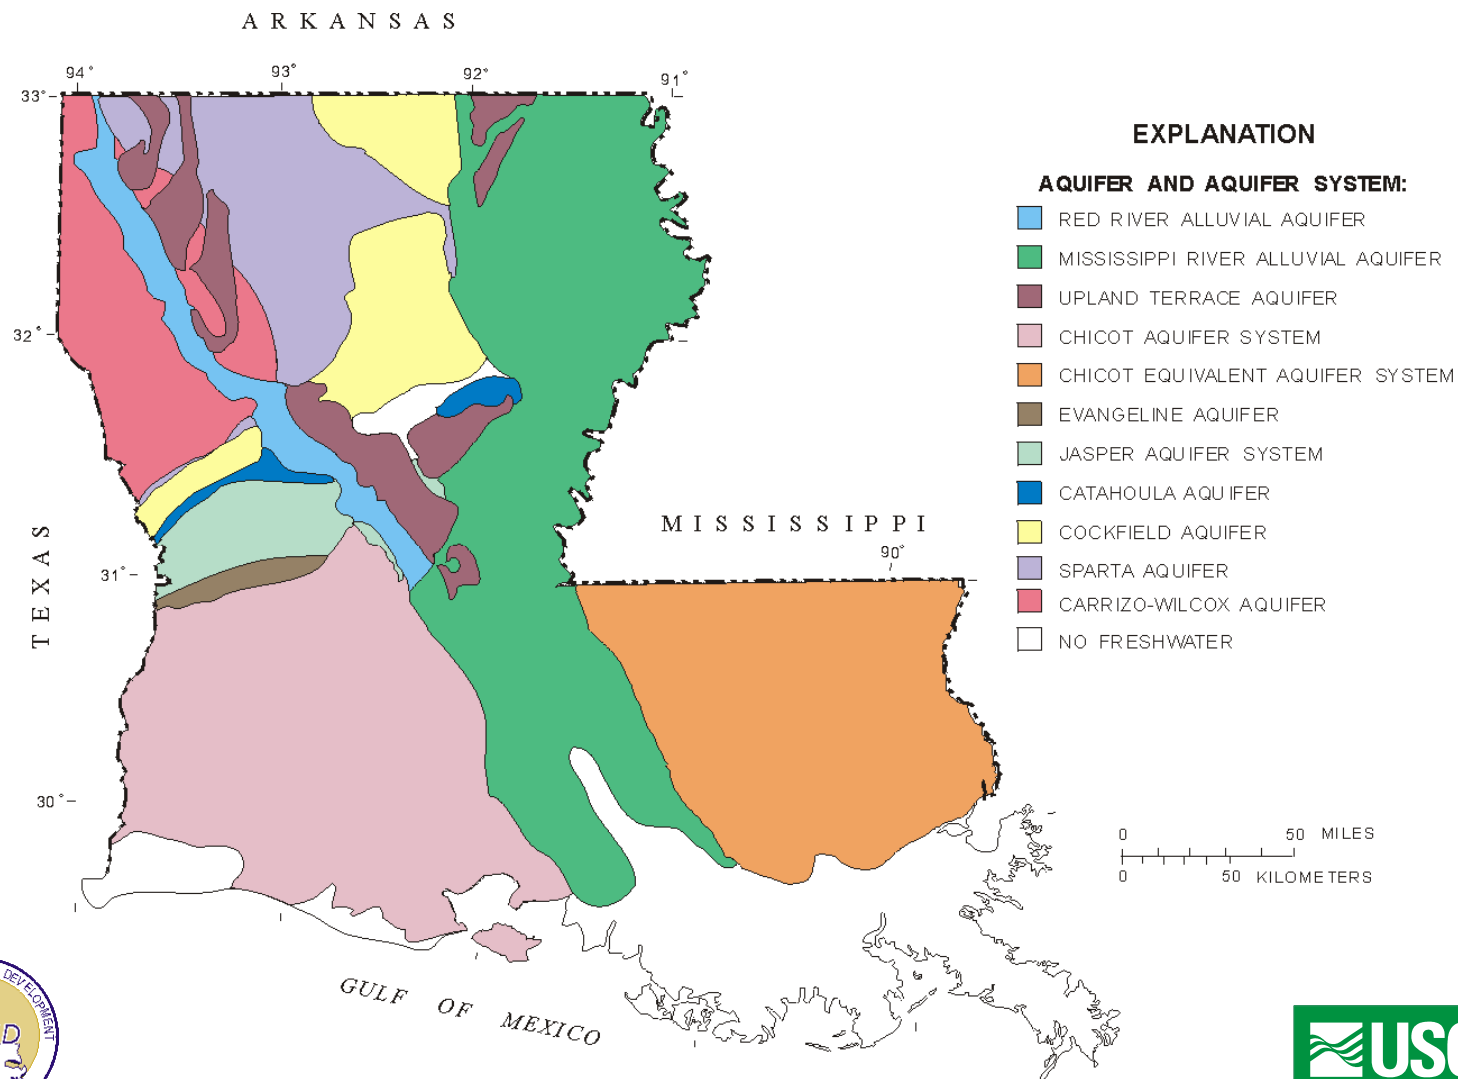 ARKANSAS
94° 93° 92° 91°
33°
32°
31°
30°
90°
TEXAS
MISSISSIPPI
GULF OF MEXICO
EXPLANATION
AQUIFER AND AQUIFER SYSTEM:
RED RIVER ALLUVIAL AQUIFER
MISSISSIPPI RIVER ALLUVIAL AQUIFER
UPLAND TERRACE AQUIFER
CHICOT AQUIFER SYSTEM
CHICOT EQUIVALENT AQUIFER SYSTEM
EVANGELINE AQUIFER
JASPER AQUIFER SYSTEM
CATAHOULA AQUIFER
COCKFIELD AQUIFER
SPARTA AQUIFER
CARRIZO-WILCOX AQUIFER
NO FRESHWATER
0 50 MILES
0 50 KILOMETERS
DEVELOPMENT
D
USG